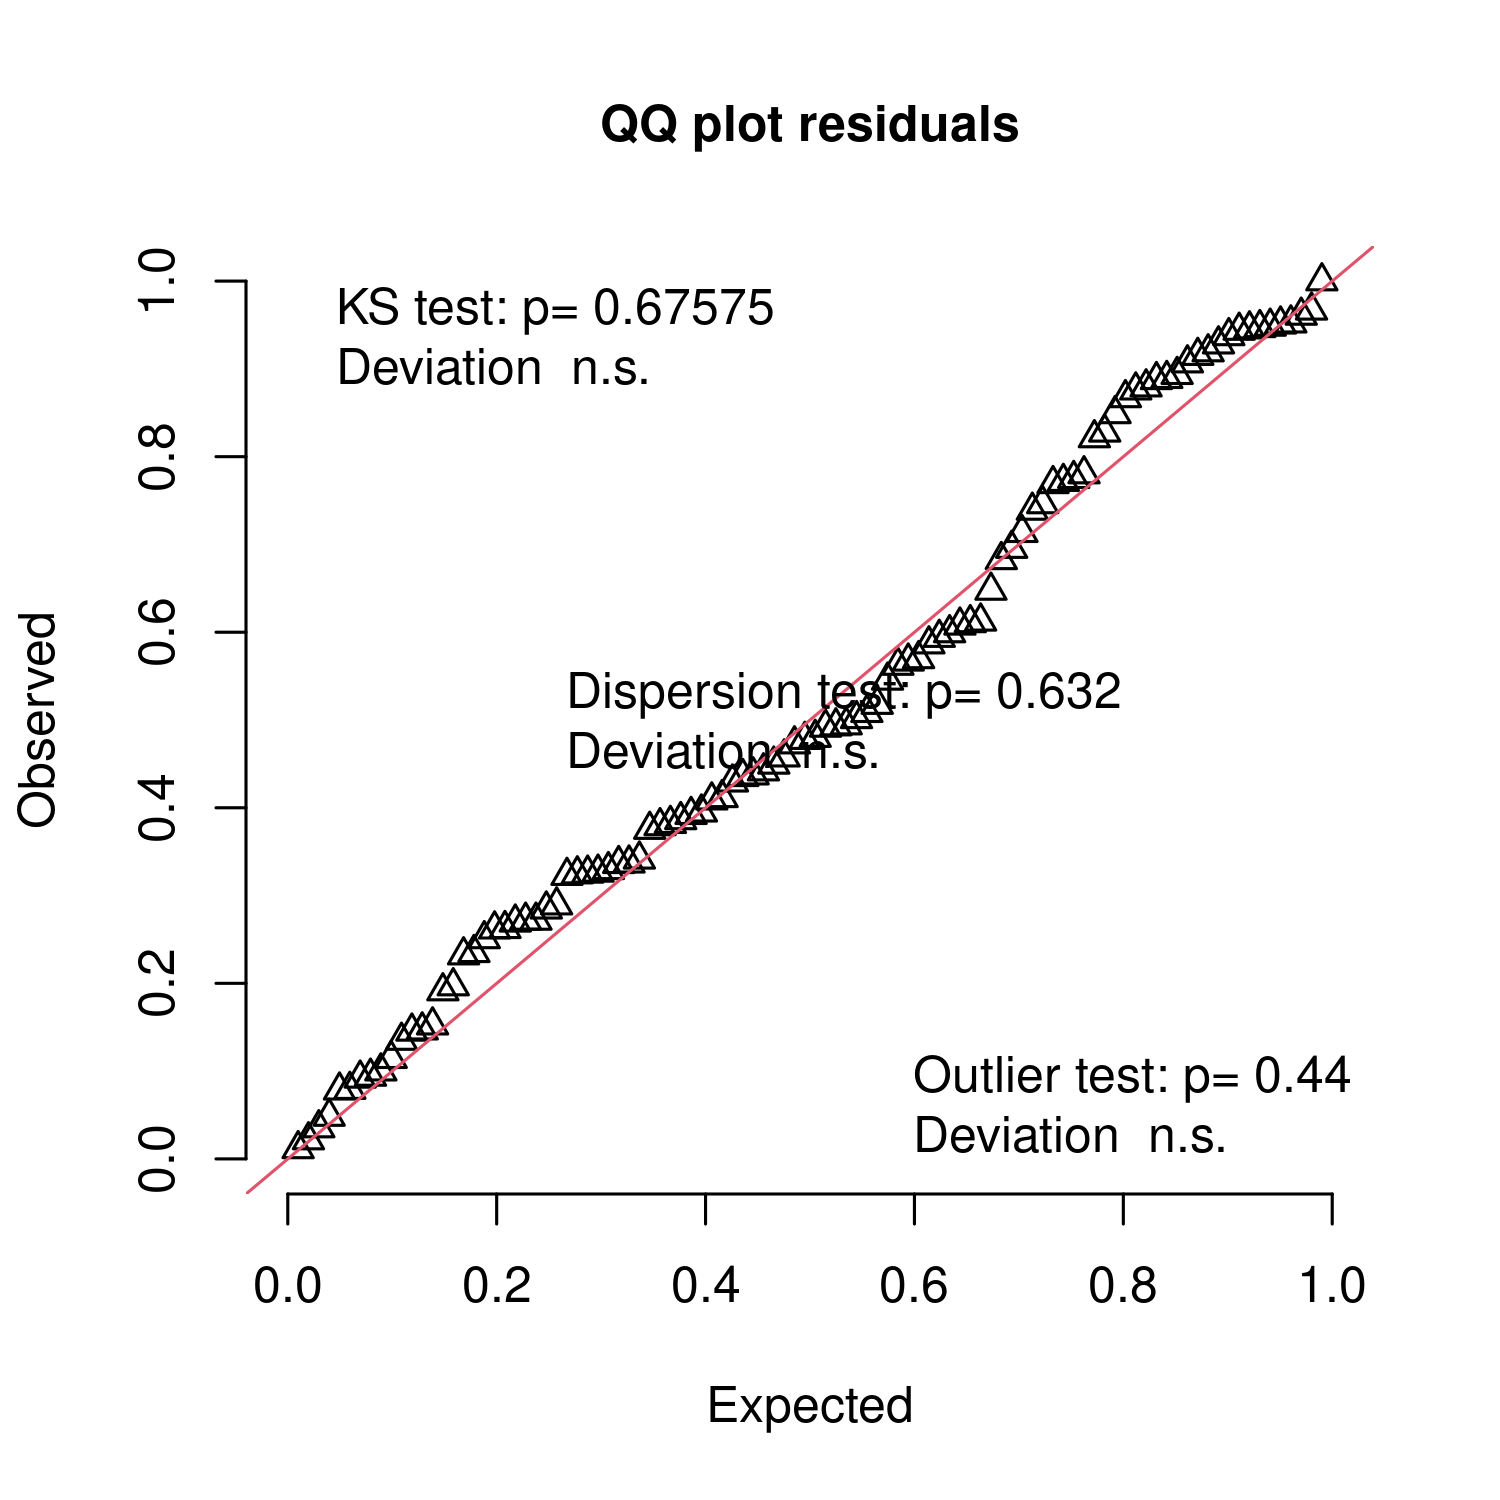 QQ plot residuals
KS test: p= 0.67575
Deviation n.s.
Dispersion test: p= 0.632
Deviation n.s.
Outlier test: p= 0.44
Deviation n.s.
Observed
0.0 0.2 0.4 0.6 0.8 1.0
0.0 0.2 0.4 0.6 0.8 1.0
Expected